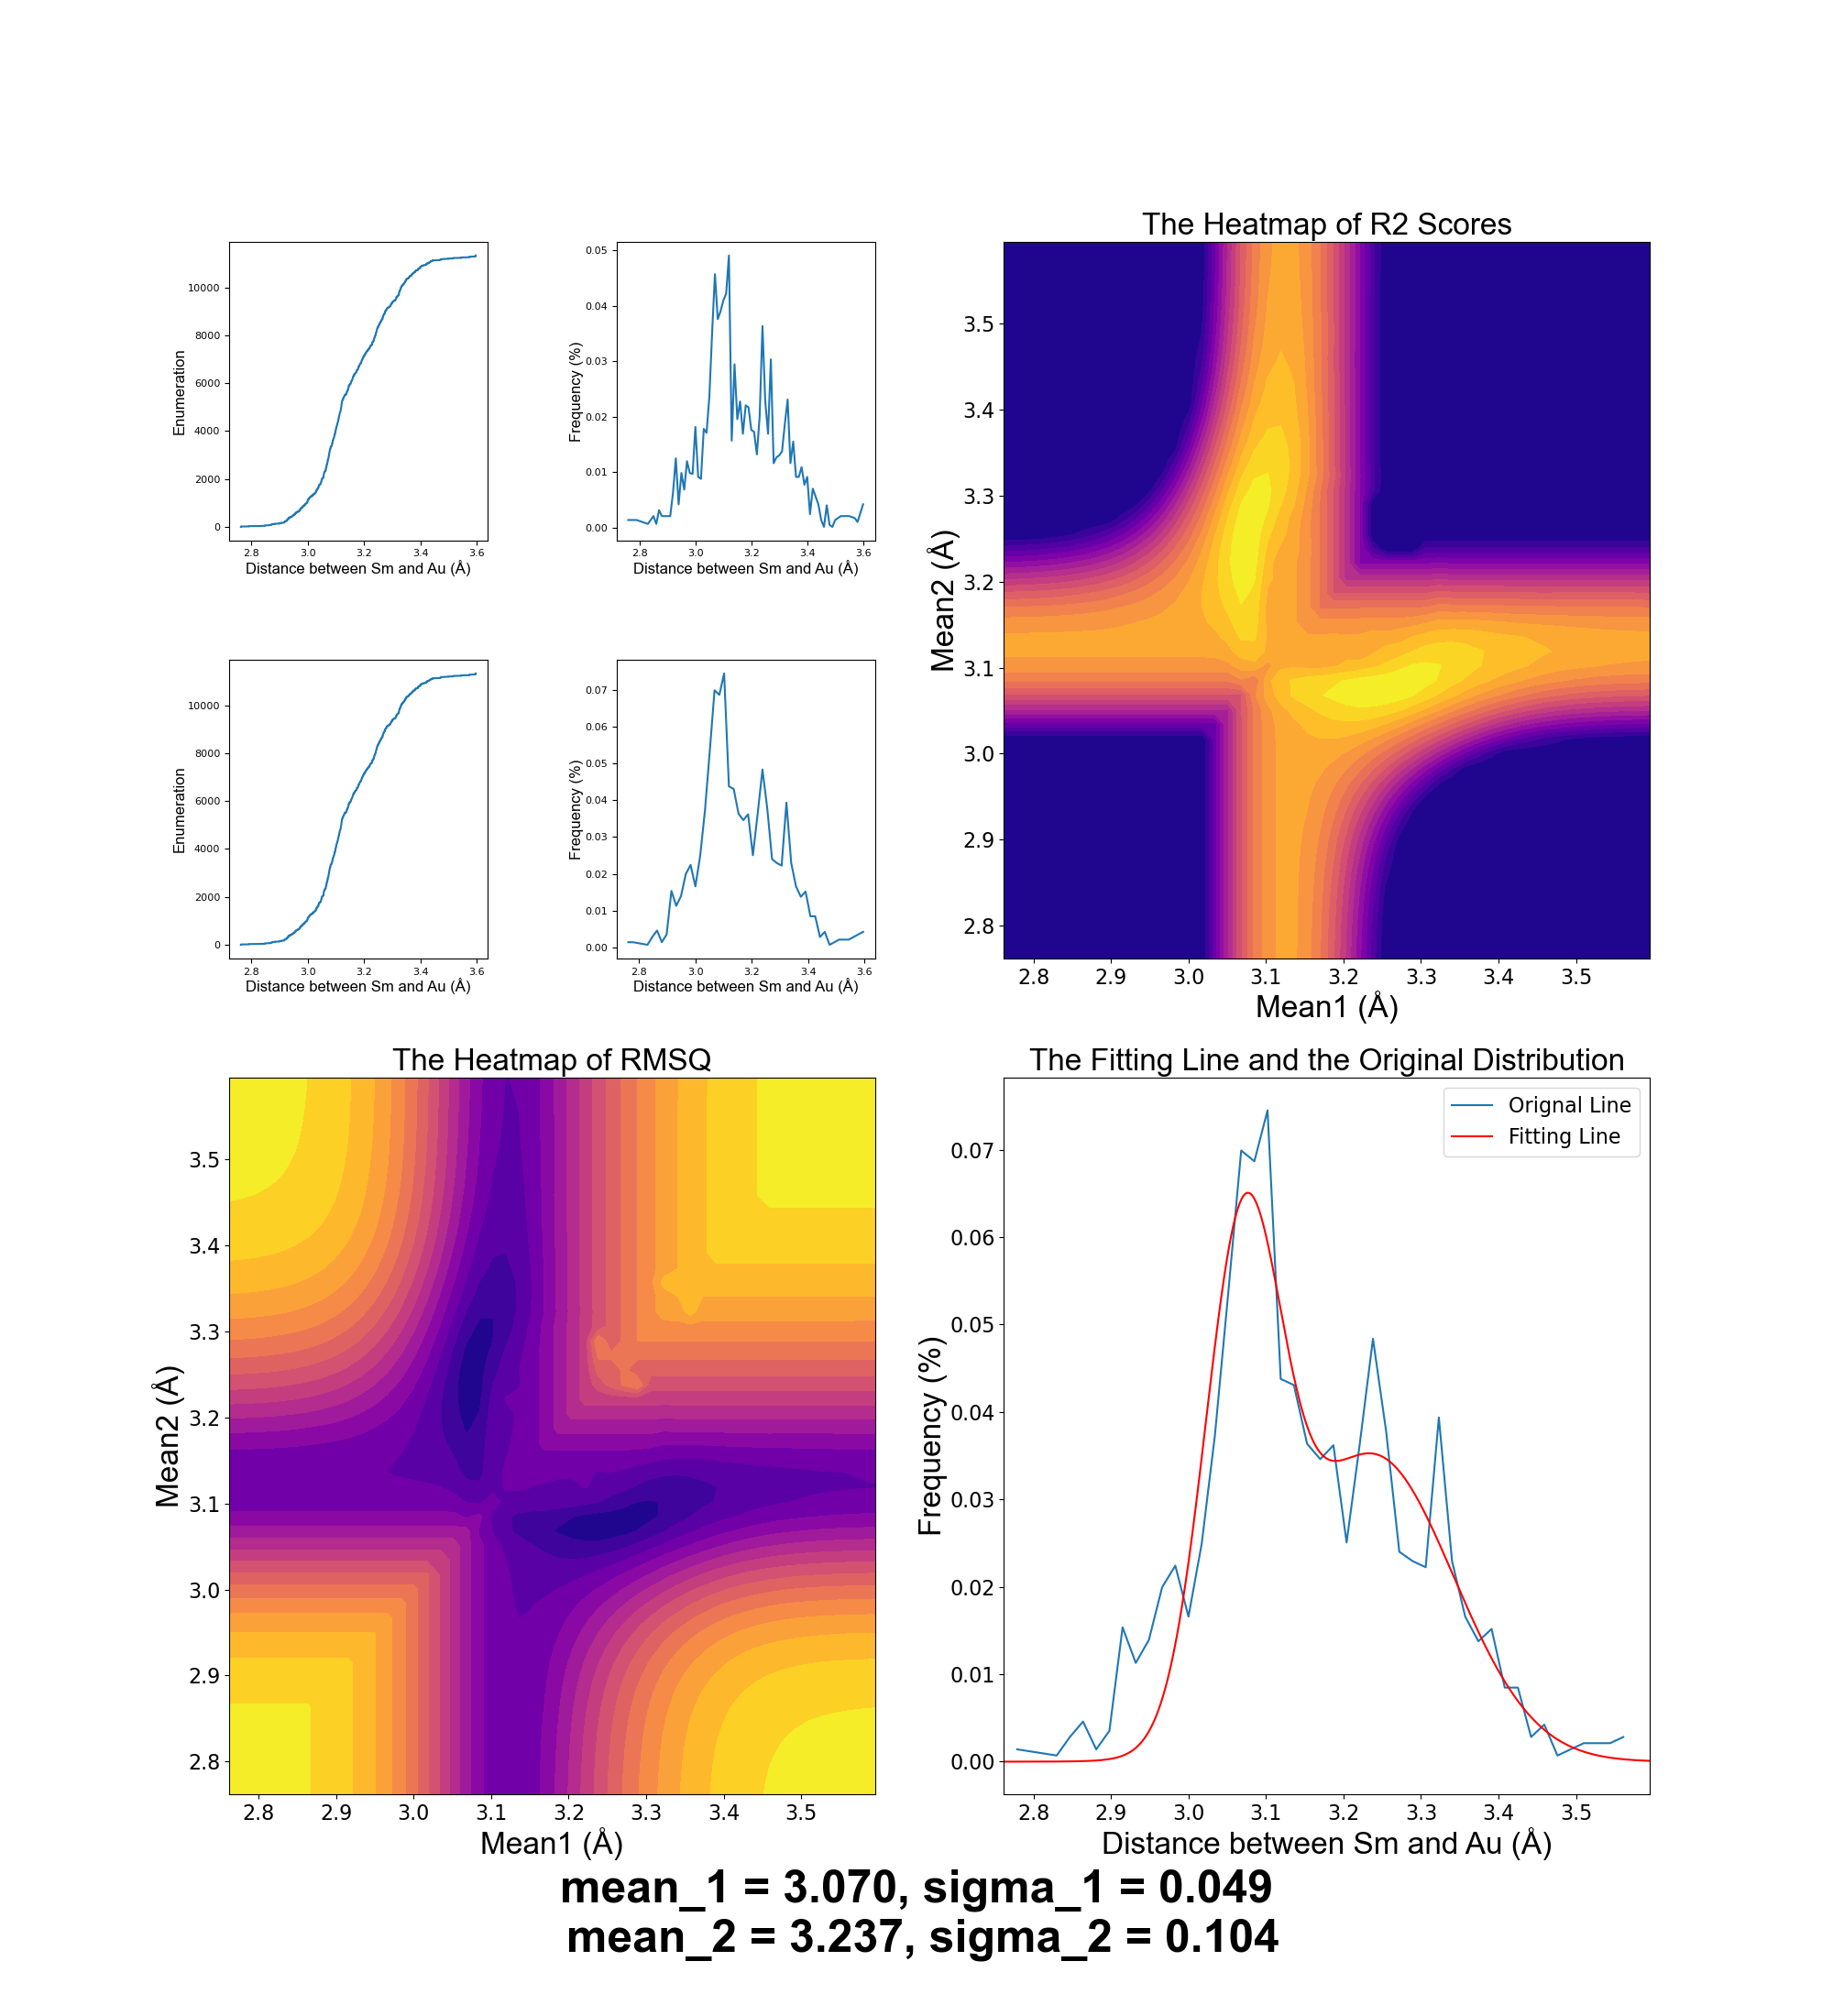 10000
8000
6000
4000
2000
0
Enumeration
2.8 3.0 3.2 3.4 3.6
Distance between Sm and Au (Å)
0.05
0.04
0.03
0.02
0.01
0.00
Frequency (%)
2.8 3.0 3.2 3.4 3.6
Distance between Sm and Au (Å)
10000
8000
6000
4000
2000
0
Enumeration
2.8 3.0 3.2 3.4 3.6
Distance between Sm and Au (Å)
0.07
0.06
0.05
0.04
0.03
0.02
0.01
0.00
Frequency (%)
2.8 3.0 3.2 3.4 3.6
Distance between Sm and Au (Å)
The Heatmap of R2 Scores
3.5
3.4
3.3
3.2
3.1
3.0
2.9
2.8
Mean2 (Å)
2.8 2.9 3.0 3.1 3.2 3.3 3.4 3.5
Mean1 (Å)
The Heatmap of RMSQ
3.5
3.4
3.3
3.2
3.1
3.0
2.9
2.8
Mean2 (Å)
2.8 2.9 3.0 3.1 3.2 3.3 3.4 3.5
Mean1 (Å)
The Fitting Line and the Original Distribution
Orignal Line
Fitting Line
0.07
0.06
0.05
0.04
0.03
0.02
0.01
0.00
Frequency (%)
2.8 2.9 3.0 3.1 3.2 3.3 3.4 3.5
Distance between Sm and Au (Å)
mean_1 = 3.070, sigma_1 = 0.049
mean_2 = 3.237, sigma_2 = 0.104